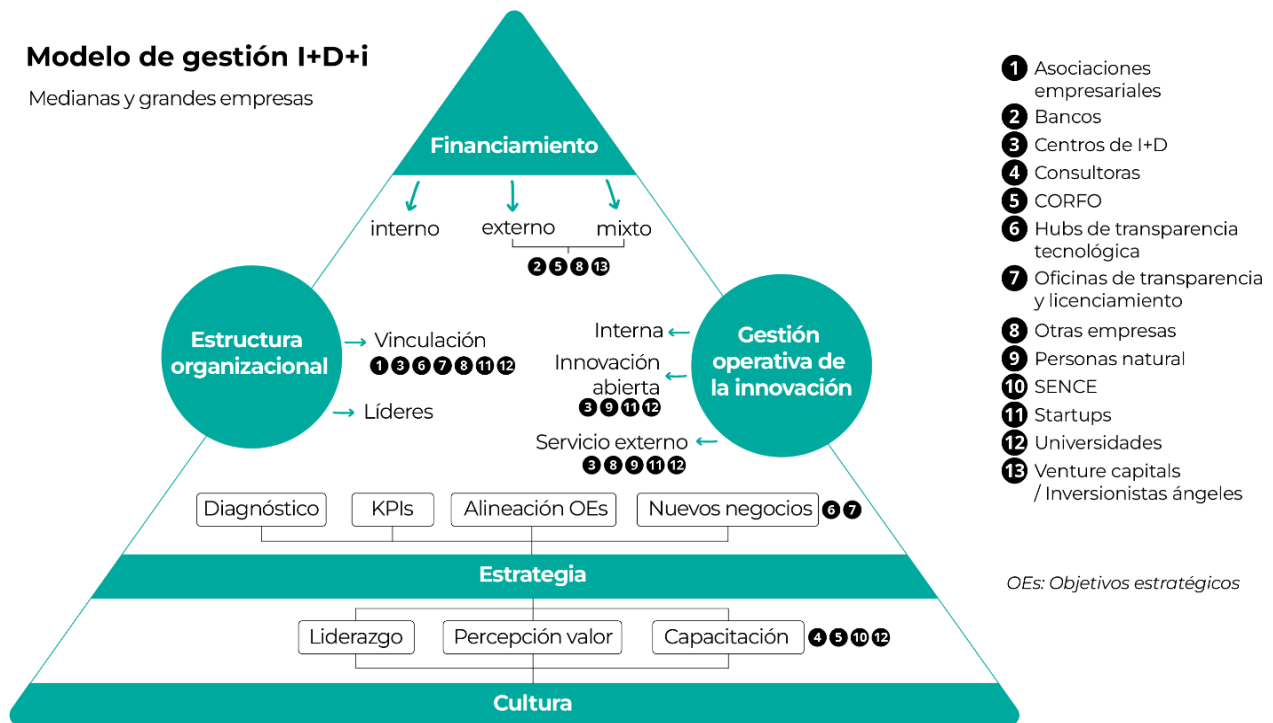 Modelo de gestión I+D+i
Medianas y grandes empresas
Financiamiento
interno
externo
mixto
2 5 8 13
Estructura
organizacional
Vinculación
1 3 6 7 8 11 12
Líderes
Interna
Innovación
abierta
3 9 11 12
Servicio externo
3 8 9 11 12
Gestión
operativa de
la innovación
Diagnóstico
KPIs
Alineación OEs
Nuevos negocios
6 7
Estrategia
Liderazgo
Percepción valor
Capacitación
4 5 10 12
Cultura
1 Asociaciones
empresariales
2 Bancos
3 Centros de I+D
4 Consultoras
5 CORFO
6 Hubs de transparencia
tecnológica
7 Oficinas de transparencia
y licenciamiento
8 Otras empresas
9 Personas natural
10 SENCE
11 Startups
12 Universidades
13 Venture capitals
/ Inversionistas ángeles
OEs: Objetivos estratégicos